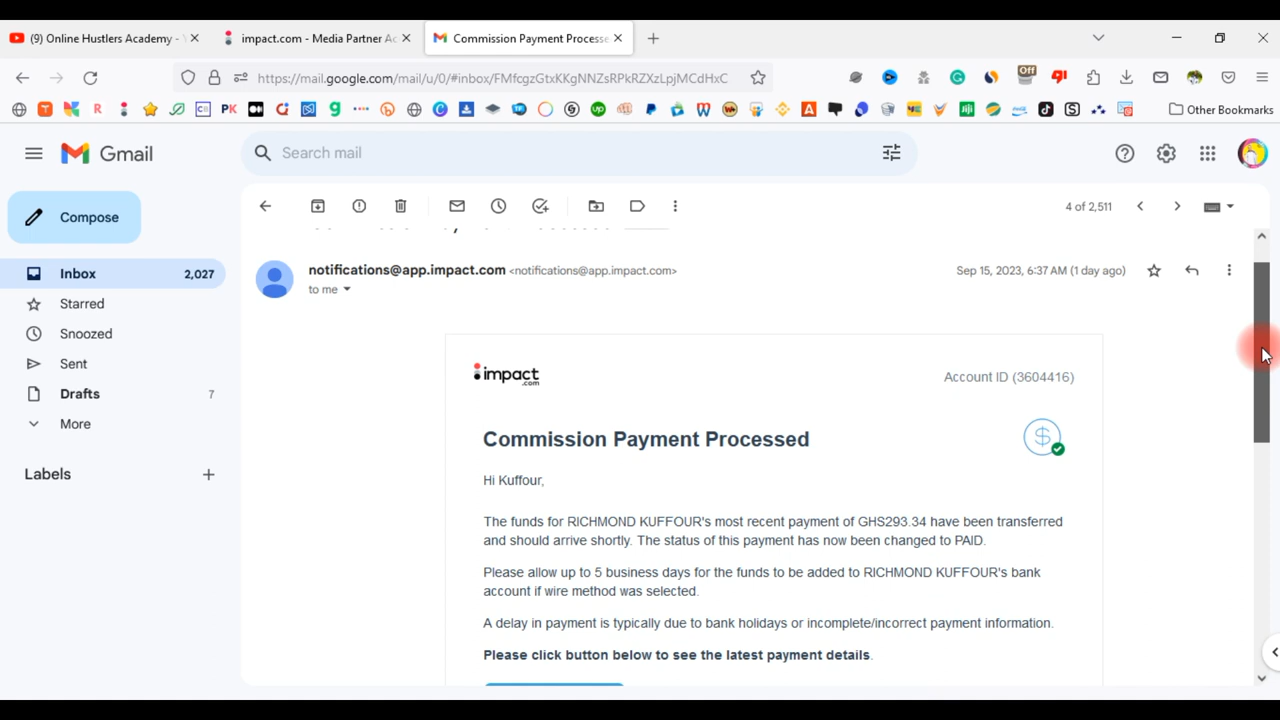 (9) Online Hustlers Academy -
impact.com - Media Partner Ac
Commission Payment Processe
https://mail.google.com/mail/u/0/#inbox/FMfcgzGtxKKgNNZsRPkRZXzLpjMCdHxC
Off
Other Bookmarks
Gmail
Search mail
Compose
4 of 2,511
Inbox 2,027
Starred
Snoozed
Sent
Drafts 7
More
Labels
notifications@app.impact.com <notifications@app.impact.com>
Sep 15, 2023, 6:37 AM (1 day ago)
to me
impact.com
Account ID (3604416)
Commission Payment Processed
Hi Kuffour,
The funds for RICHMOND KUFFOUR's most recent payment of GHS293.34 have been transferred
and should arrive shortly. The status of this payment has now been changed to PAID.
Please allow up to 5 business days for the funds to be added to RICHMOND KUFFOUR's bank
account if wire method was selected.
A delay in payment is typically due to bank holidays or incomplete/incorrect payment information.
Please click button below to see the latest payment details.